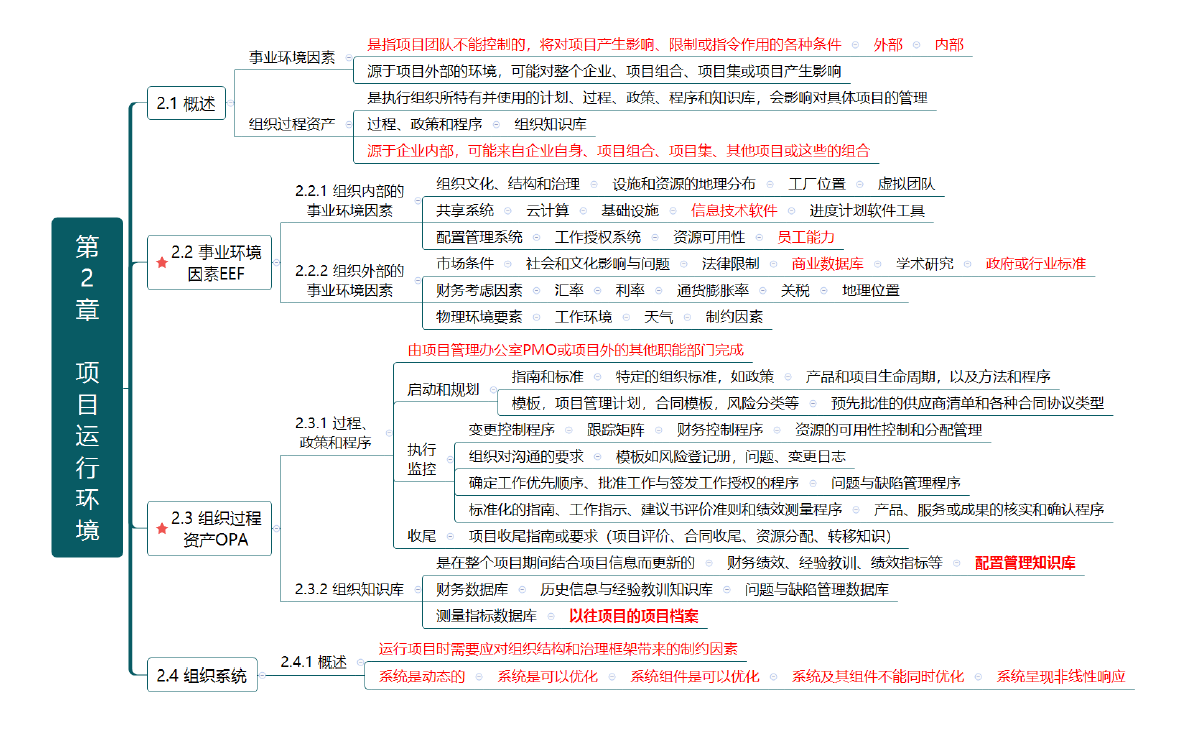 第2章 项目运行环境
2.1 概述
事业环境因素
是指项目团队不能控制的，将对项目产生影响、限制或指令作用的各种条件 外部 内部
源于项目外部的环境，可能对整个企业、项目组合、项目集或项目产生影响
组织过程资产
是执行组织所特有并使用的计划、过程、政策、程序和知识库，会影响对具体项目的管理
过程、政策和程序 组织知识库
源于企业内部，可能来自企业自身、项目组合、项目集、其他项目或这些的组合
2.2 事业环境
因素EEF
2.2.1 组织内部的
事业环境因素
组织文化、结构和治理 设施和资源的地理分布 工厂位置 虚拟团队
共享系统 云计算 基础设施 信息技术软件 进度计划软件工具
配置管理系统 工作授权系统 资源可用性 员工能力
2.2.2 组织外部的
事业环境因素
市场条件 社会和文化影响与问题 法律限制 商业数据库 学术研究 政府或行业标准
财务考虑因素 汇率 利率 通货膨胀率 关税 地理位置
物理环境要素 工作环境 天气 制约因素
2.3 组织过程
资产OPA
2.3.1 过程、
政策和程序
由项目管理办公室PMO或项目外的其他职能部门完成
启动和规划
指南和标准 特定的组织标准，如政策 产品和项目生命周期，以及方法和程序
模板，项目管理计划，合同模板，风险分类等 预先批准的供应商清单和各种合同协议类型
执行
监控
变更控制程序 跟踪矩阵 财务控制程序 资源的可用性控制和分配管理
组织对沟通的要求 模板如风险登记册，问题、变更日志
确定工作优先顺序、批准工作与签发工作授权的程序 问题与缺陷管理程序
标准化的指南、工作指示、建议书评价准则和绩效测量程序 产品、服务或成果的核实和确认程序
收尾 项目收尾指南或要求（项目评价、合同收尾、资源分配、转移知识）
2.3.2 组织知识库
是在整个项目期间结合项目信息而更新的 财务绩效、经验教训、绩效指标等 配置管理知识库
财务数据库 历史信息与经验教训知识库 问题与缺陷管理数据库
测量指标数据库 以往项目的项目档案
2.4 组织系统
2.4.1 概述
运行项目时需要应对组织结构和治理框架带来的制约因素
系统是动态的 系统是可以优化 系统组件是可以优化 系统及其组件不能同时优化 系统呈现非线性响应